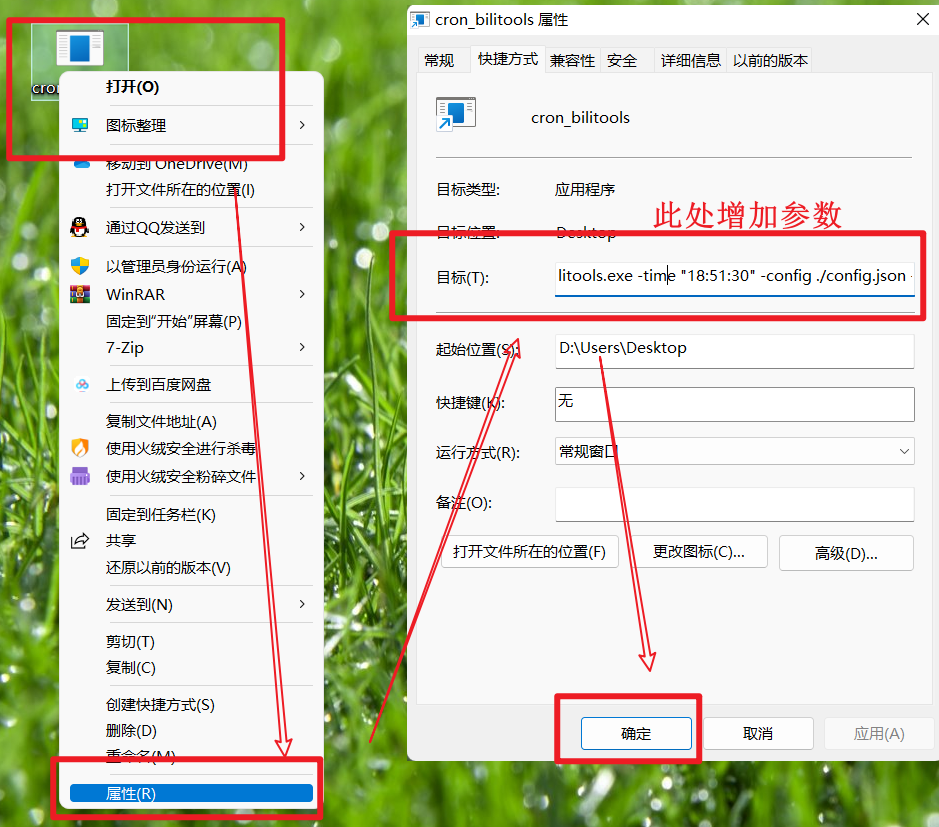 cron
打开(O)
图标整理
移动到 OneDrive(M)
打开文件所在的位置(I)
通过QQ发送到
以管理员身份运行(A)
WinRAR
固定到"开始"屏幕(P)
7-Zip
上传到百度网盘
复制文件地址(A)
使用火绒安全进行杀毒
使用火绒安全粉碎文件
固定到任务栏(K)
共享
还原以前的版本(V)
发送到(N)
剪切(T)
复制(C)
创建快捷方式(S)
删除(D)
重命名(M)
属性(R)
cron_bilitools 属性
常规 快捷方式 兼容性 安全 详细信息 以前的版本
cron_bilitools
目标类型: 应用程序
此处增加参数
目标位置: Desktop
目标(T): litools.exe -time "18:51:30" -config ./config.json -
起始位置(S): D:\Users\Desktop
快捷键(K): 无
运行方式(R): 常规窗口
备注(O):
打开文件所在的位置(F) 更改图标(C)... 高级(D)...
确定 取消 应用(A)